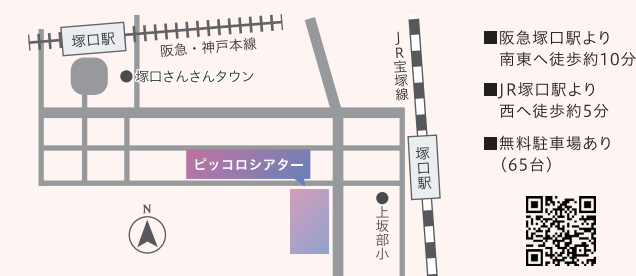 塚口駅
阪急・神戸本線
塚口さんさんタウン
JR宝塚線
ピッコロシアター
塚口駅
上坂部小
N
■阪急塚口駅より
南東へ徒歩約10分
■JR塚口駅より
西へ徒歩約5分
■無料駐車場あり
（65台）